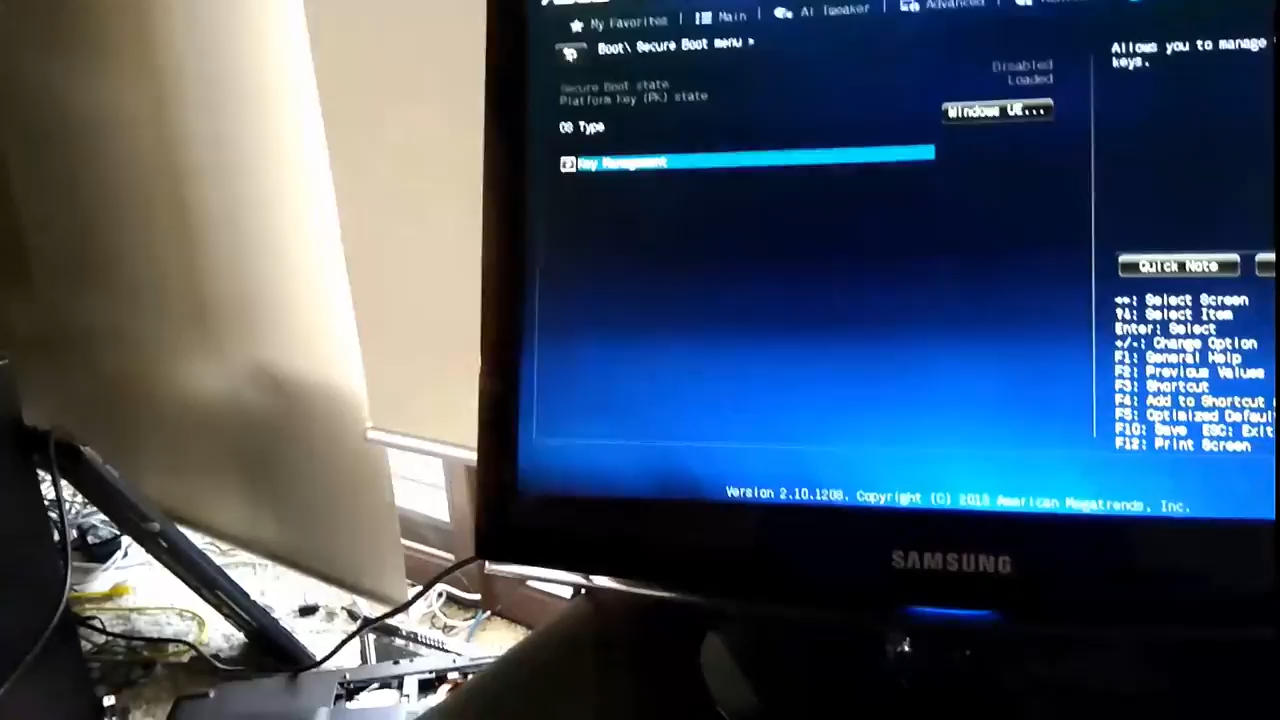 My Favorites | Main | Ai Tweaker | Advanced |
Boot\ Secure Boot menu >
Secure Boot state Disabled
Platform Key (PK) state Loaded
OS Type Windows UE...
Key Management
Allows you to manage
keys.
Quick Note
→←: Select Screen
↑↓: Select Item
Enter: Select
+/-: Change Option
F1: General Help
F2: Previous Values
F3: Shortcut
F4: Add to Shortcut
F5: Optimized Defaul
F10: Save ESC: Exit
F12: Print Screen
Version 2.10.1208. Copyright (C) 2013 American Megatrends, Inc.
SAMSUNG